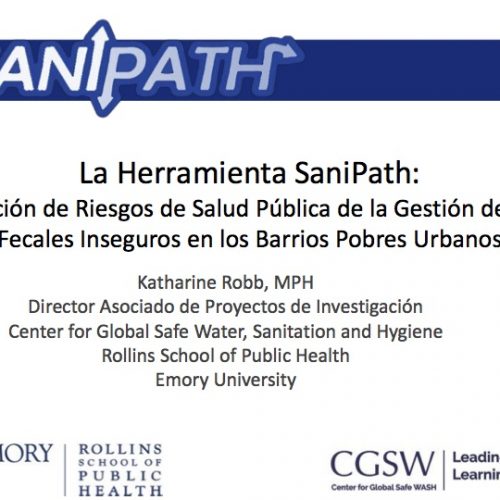 ANIPATH
La Herramienta SaniPath:
ción de Riesgos de Salud Pública de la Gestión de
Fecales Inseguros en los Barrios Pobres Urbanos
Katharine Robb, MPH
Director Asociado de Proyectos de Investigación
Center for Global Safe Water, Sanitation and Hygiene
Rollins School of Public Health
Emory University
MORY
ROLLINS
SCHOOL OF
PUBLIC
HEALTH
CGSW
Center for Global Safe WASH
Leading
Learnin